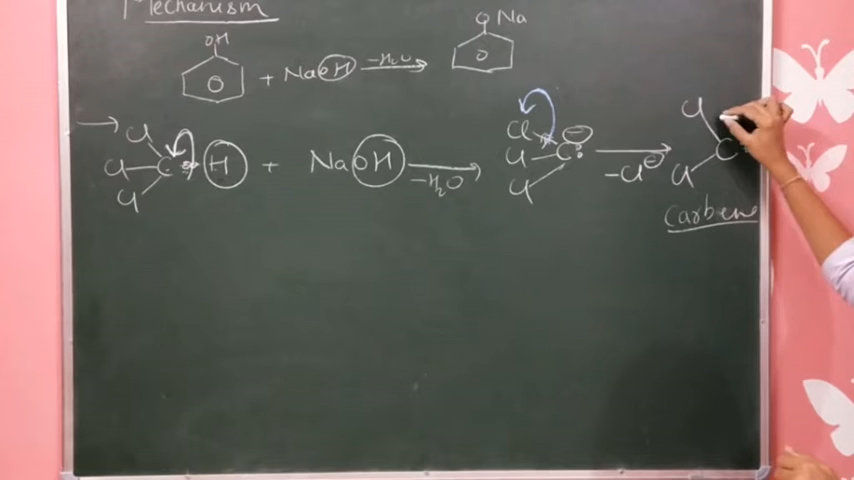 Mechanism
OH + NaOH —H₂O→ ONa
→ Cl Cl Cl C : H + NaOH —H₂O→ Cl Cl Cl C ⊖ : → -Cl⊖ Cl Cl C
Carbene